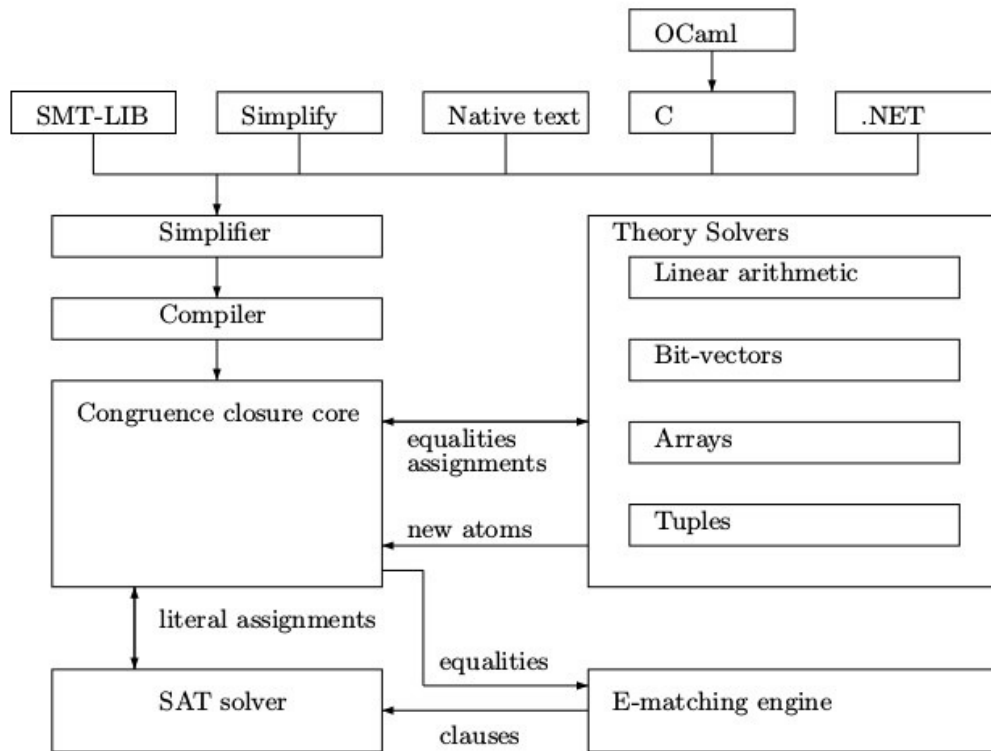 OCaml
SMT-LIB
Simplify
Native text
C
.NET
Simplifier
Compiler
Congruence closure core
equalities
assignments
new atoms
literal assignments
SAT solver
Theory Solvers
Linear arithmetic
Bit-vectors
Arrays
Tuples
equalities
E-matching engine
clauses